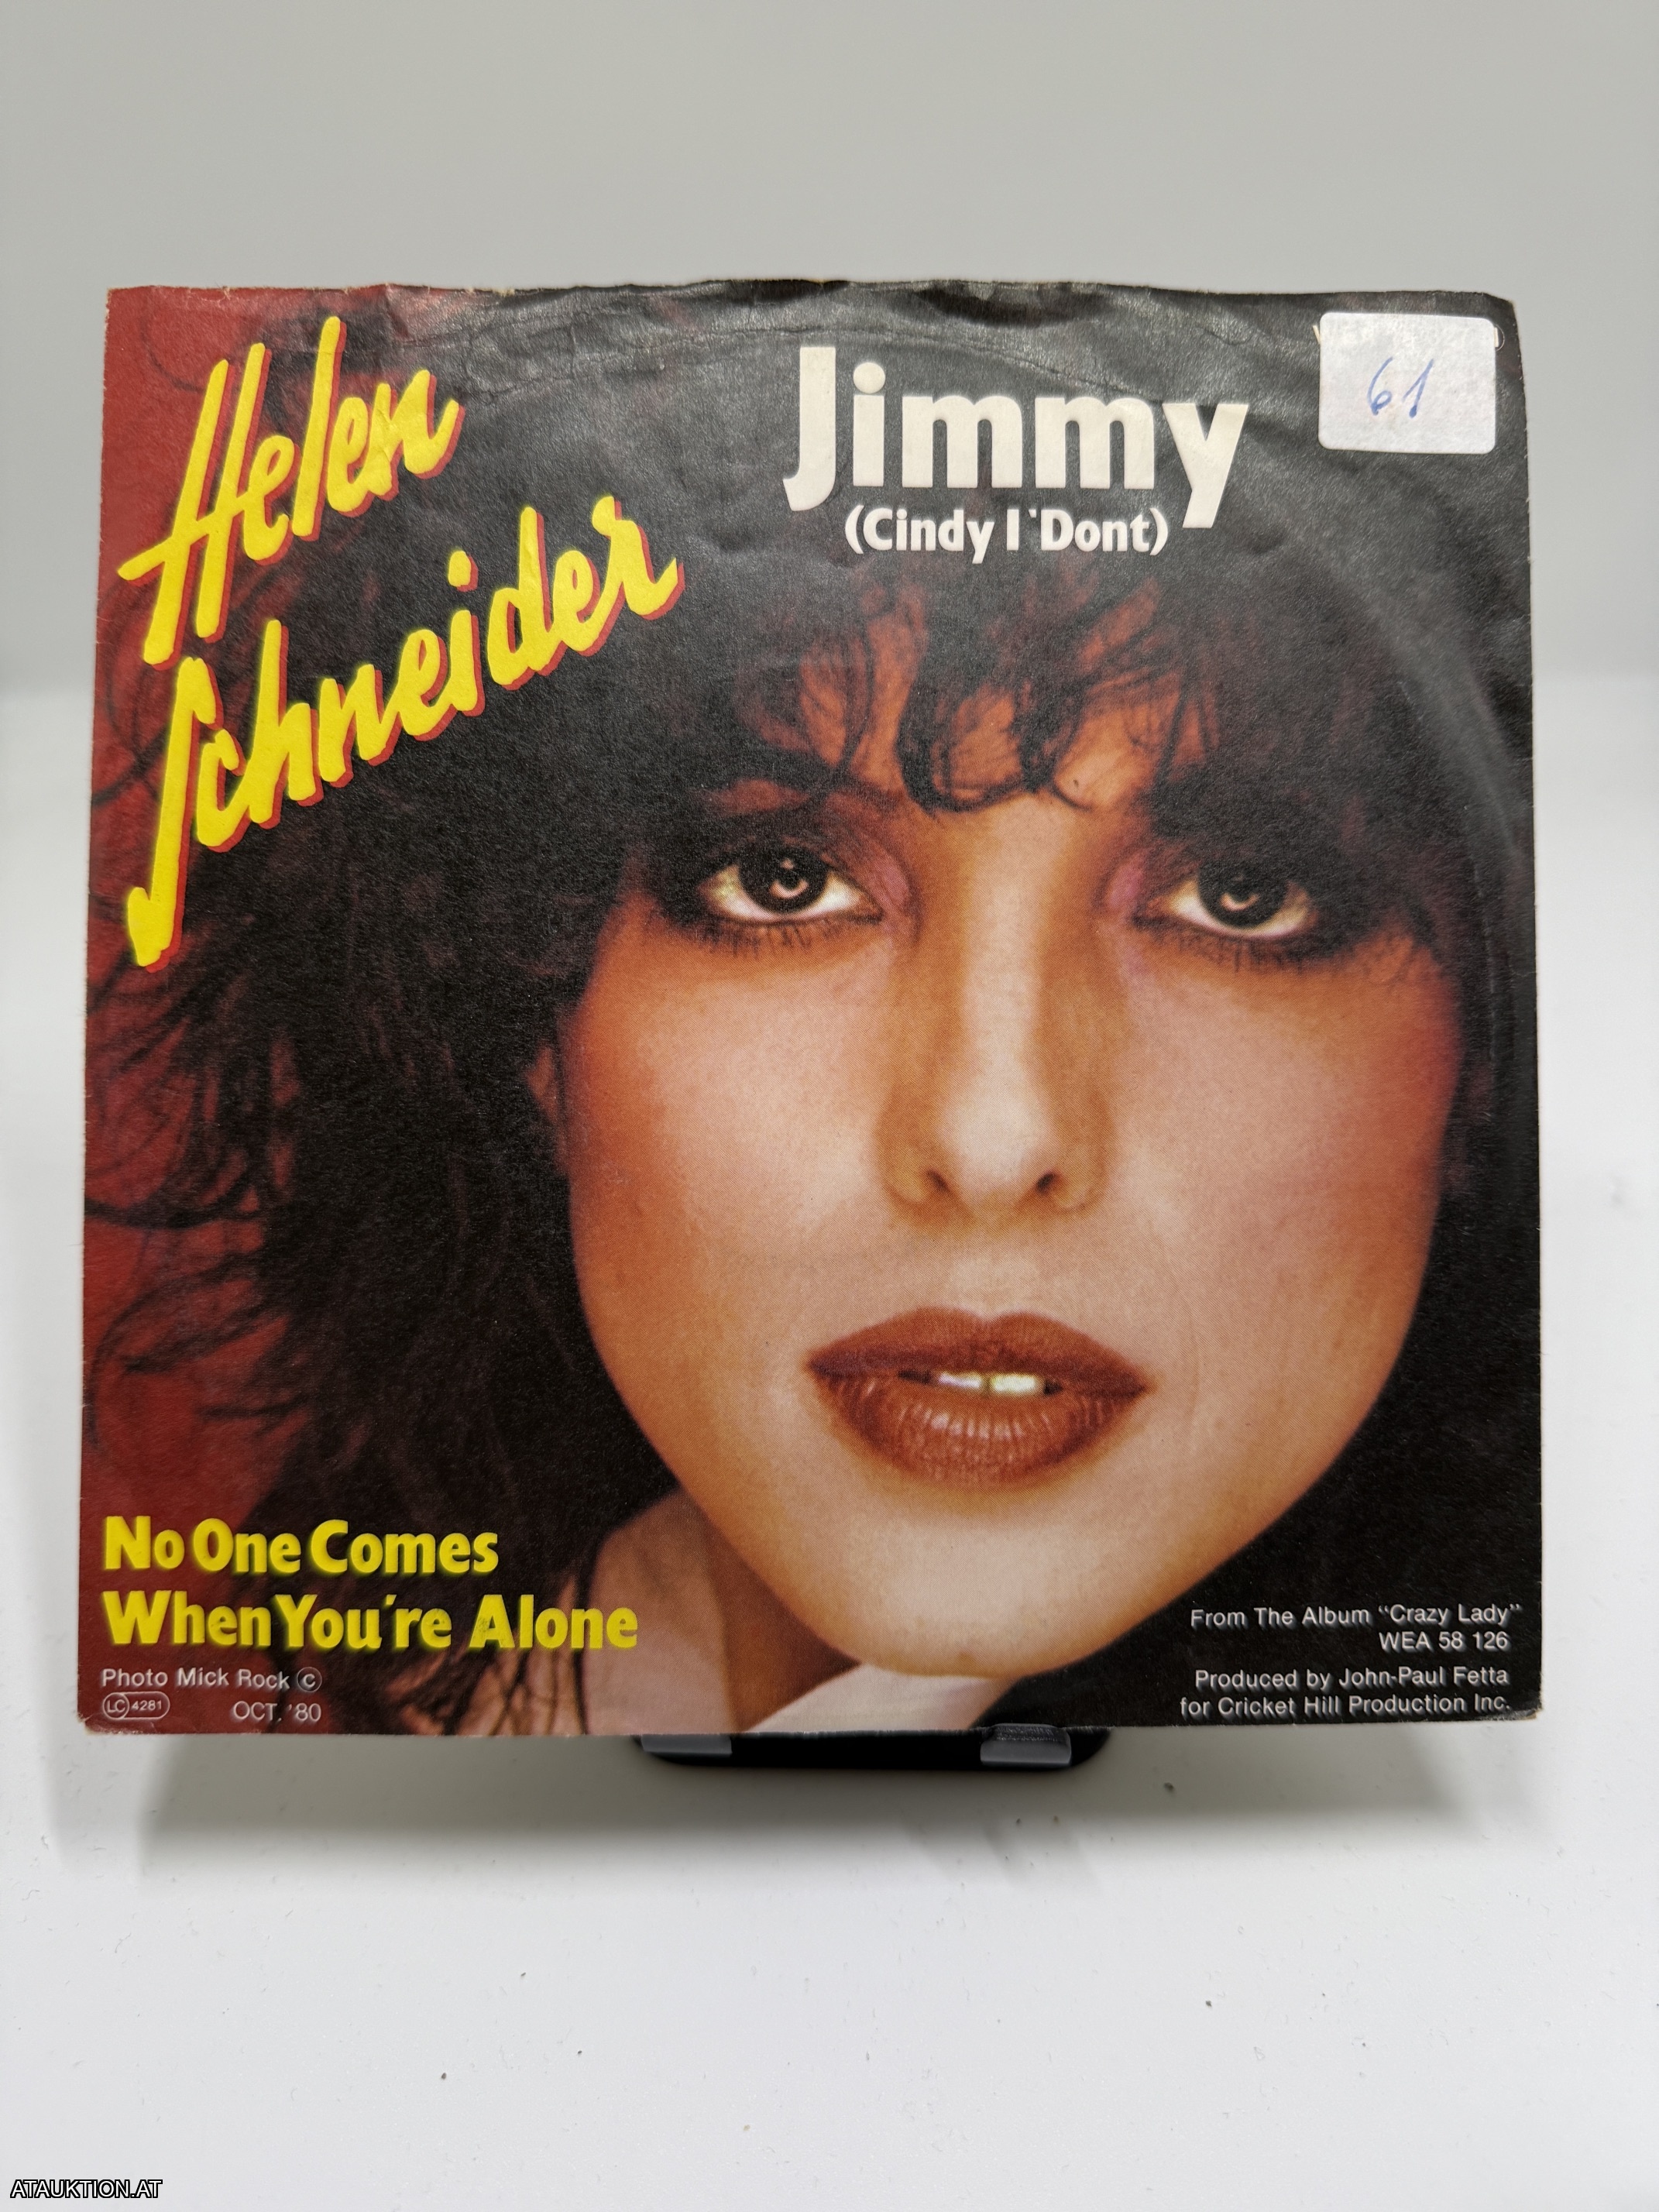 Helen
Schneider
Jimmy
(Cindy I 'Dont)
61
No One Comes
When You're Alone
Photo Mick Rock ©
LC 4281 OCT. '80
From The Album "Crazy Lady"
WEA 58 126
Produced by John-Paul Fetta
for Cricket Hill Production Inc.
ATAUKTION.AT